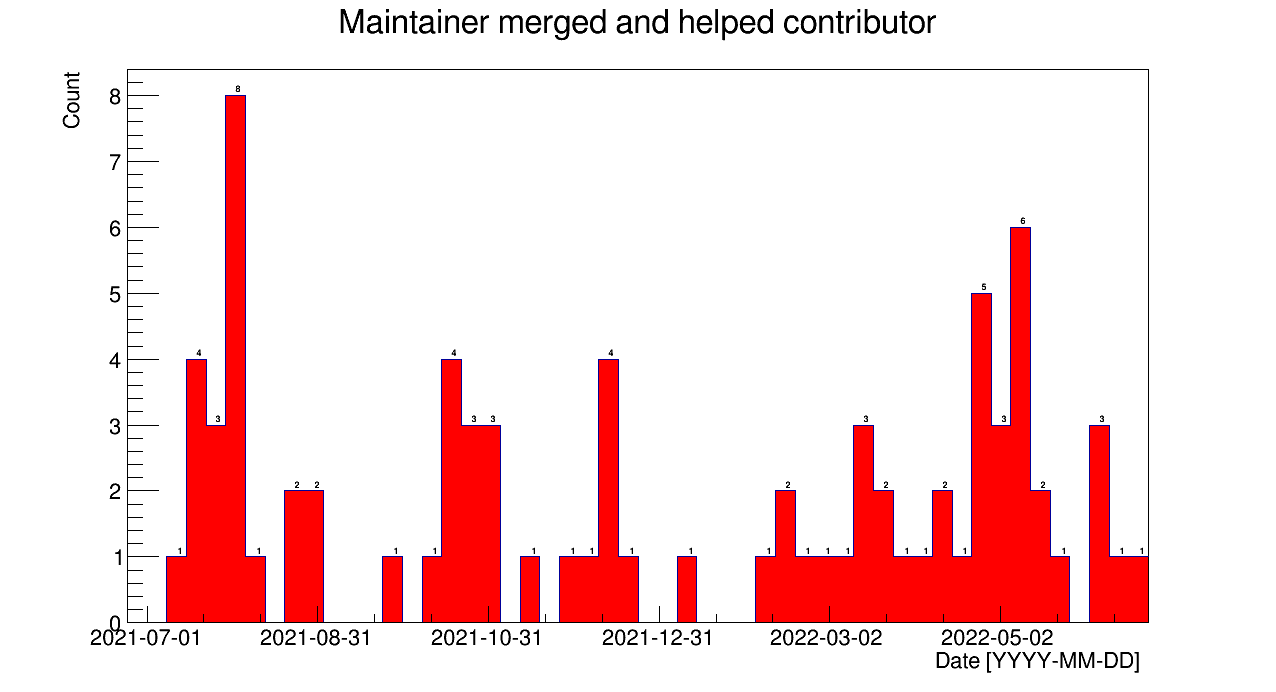 Maintainer merged and helped contributor
Count
8
7
6
5
4
3
2
1
0
1 4 3 8 1 2 2 1 1 4 3 3 1 1 1 4 1 1 1 2 1 1 1 3 2 1 1 2 1 5 3 6 2 1 3 1 1
2021-07-01 2021-08-31 2021-10-31 2021-12-31 2022-03-02 2022-05-02
Date [YYYY-MM-DD]